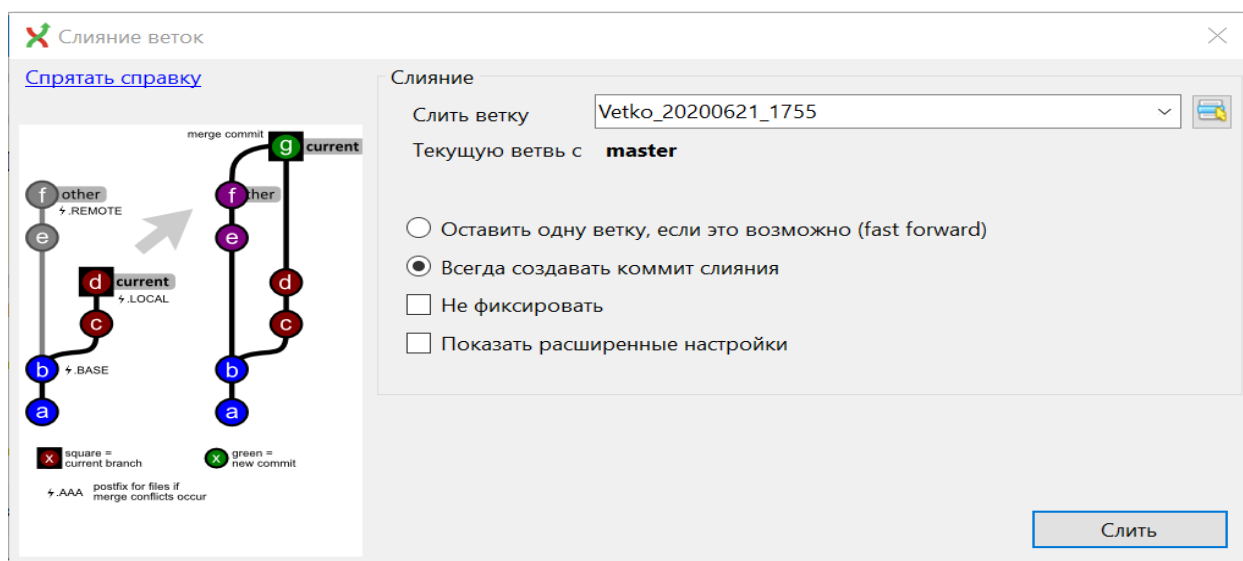 Слияние веток
Спрятать справку
merge commit
g
current
f
other
⚡.REMOTE
f
ther
e
e
d
current
⚡.LOCAL
d
c
c
b
⚡.BASE
b
a
a
x
square =
current branch
x
green =
new commit
⚡.AAA
postfix for files if
merge conflicts occur
Слияние
Слить ветку
Vetko_20200621_1755
Текущую ветвь с master
Оставить одну ветку, если это возможно (fast forward)
Всегда создавать коммит слияния
Не фиксировать
Показать расширенные настройки
Слить